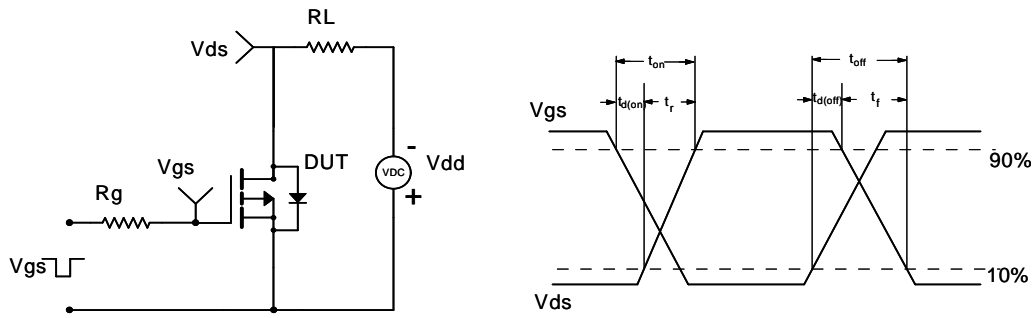 RL
Vds
Vgs
DUT
Rg
VDC
-
+
Vdd
Vgs
ton
toff
td(on)
tr
td(off)
tf
Vgs
90%
10%
Vds